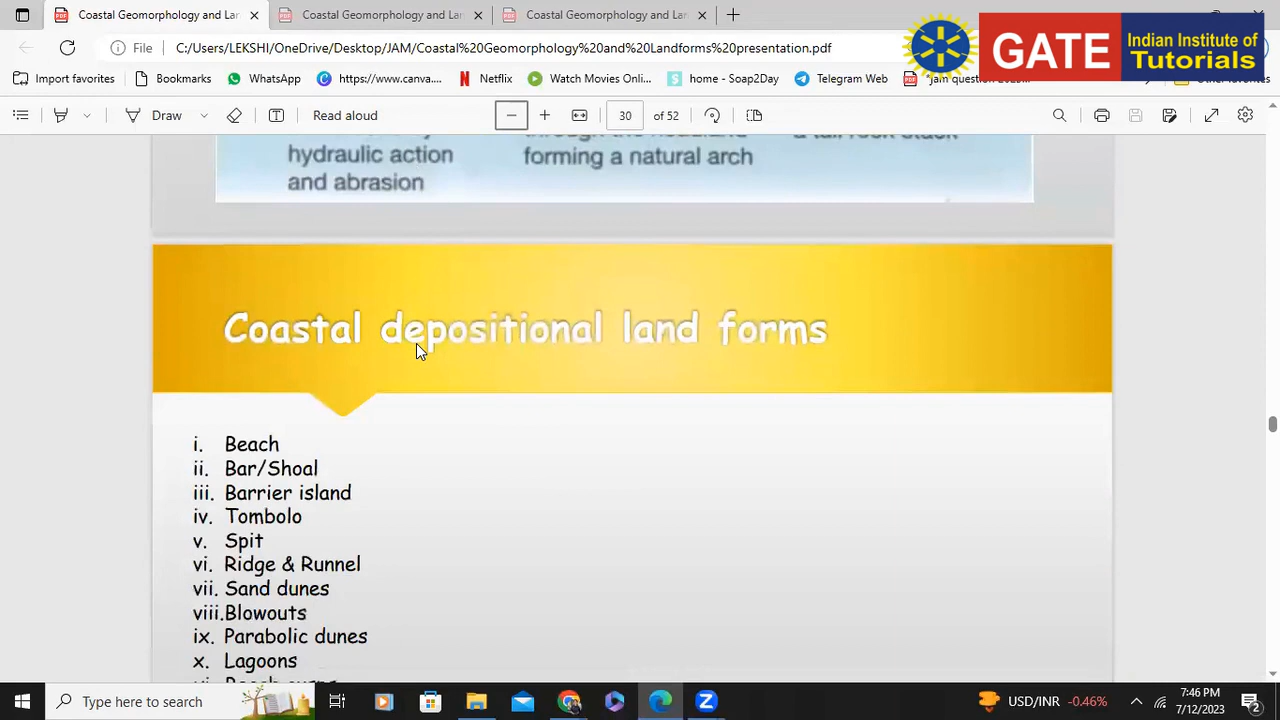 Coastal Geomorphology and Lan
Coastal Geomorphology and Lan
Coastal Geomorphology and Lan
File
C:/Users/LEKSHI/OneDrive/Desktop/JAM/Coastal%20Geomorphology%20and%20Landforms%20presentation.pdf
GATE
Indian Institute of
Tutorials
Import favorites
Bookmarks
WhatsApp
https://www.canva....
Netflix
Watch Movies Onli...
home - Soap2Day
Telegram Web
Draw
Read aloud
30 of 52
hydraulic action
and abrasion
forming a natural arch
Coastal depositional land forms
i. Beach
ii. Bar/Shoal
iii. Barrier island
iv. Tombolo
v. Spit
vi. Ridge & Runnel
vii. Sand dunes
viii.Blowouts
ix. Parabolic dunes
x. Lagoons
Type here to search
USD/INR -0.46%
7:46 PM
7/12/2023
2